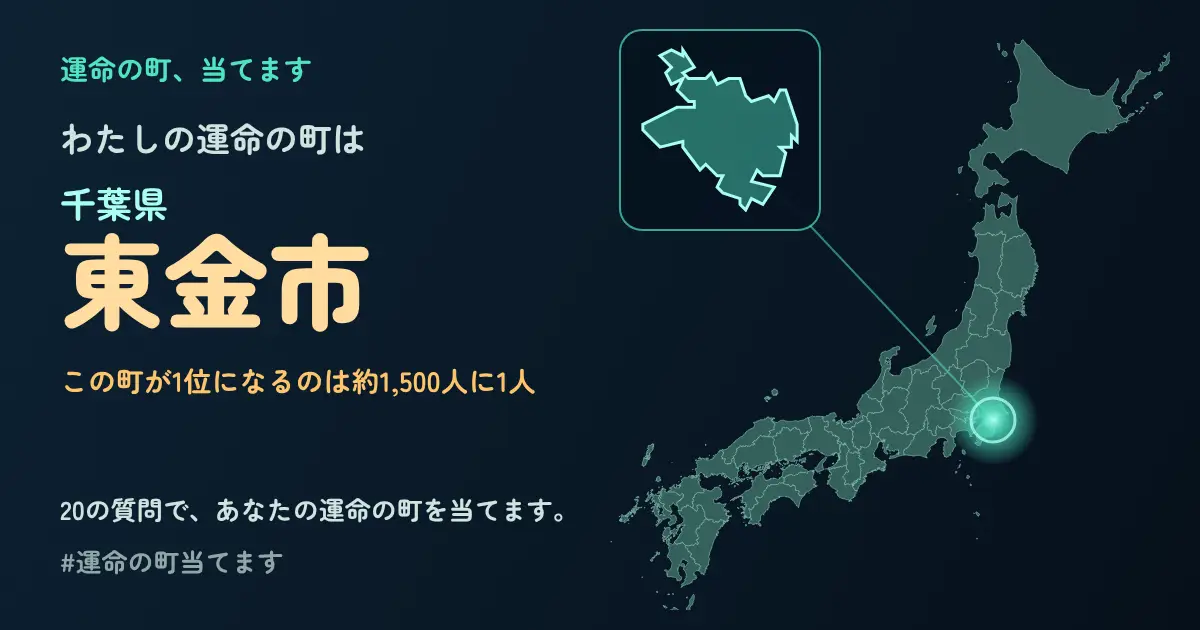 運命の町、当てます
わたしの運命の町は
千葉県
東金市
この町が1位になるのは約1,500人に1人
20の質問で、あなたの運命の町を当てます。
#運命の町当てます